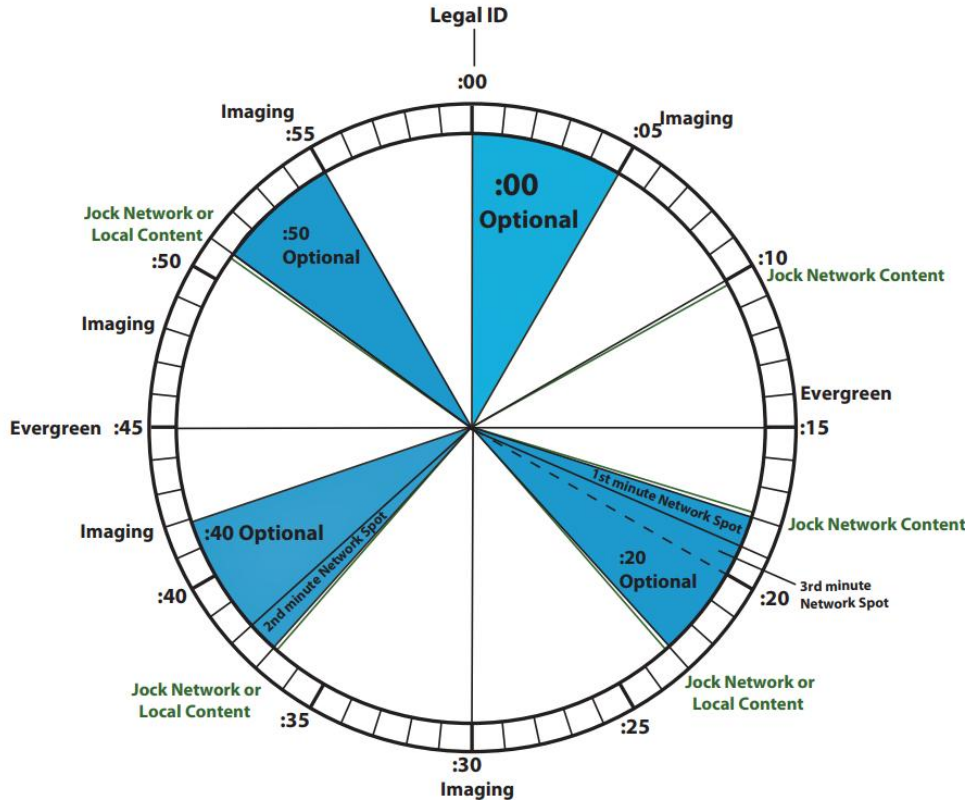 Legal ID
:00
Imaging
:05
:00
Optional
:10
Jock Network Content
Evergreen
:15
1st minute Network Spot
Jock Network Content
:20
Optional
:20
3rd minute
Network Spot
Jock Network or
Local Content
:25
:30
Imaging
:35
Jock Network or
Local Content
2nd minute Network Spot
:40 Optional
:40
Imaging
Evergreen
:45
Imaging
:50
Jock Network or
Local Content
:50
Optional
Imaging
:55